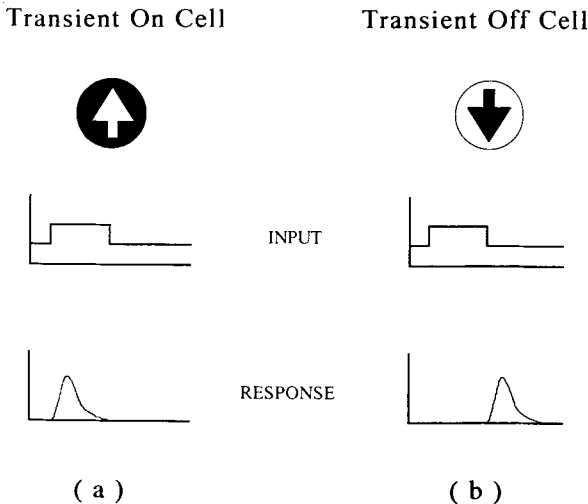 Transient On Cell
Transient Off Cell
INPUT
RESPONSE
( a )
( b )